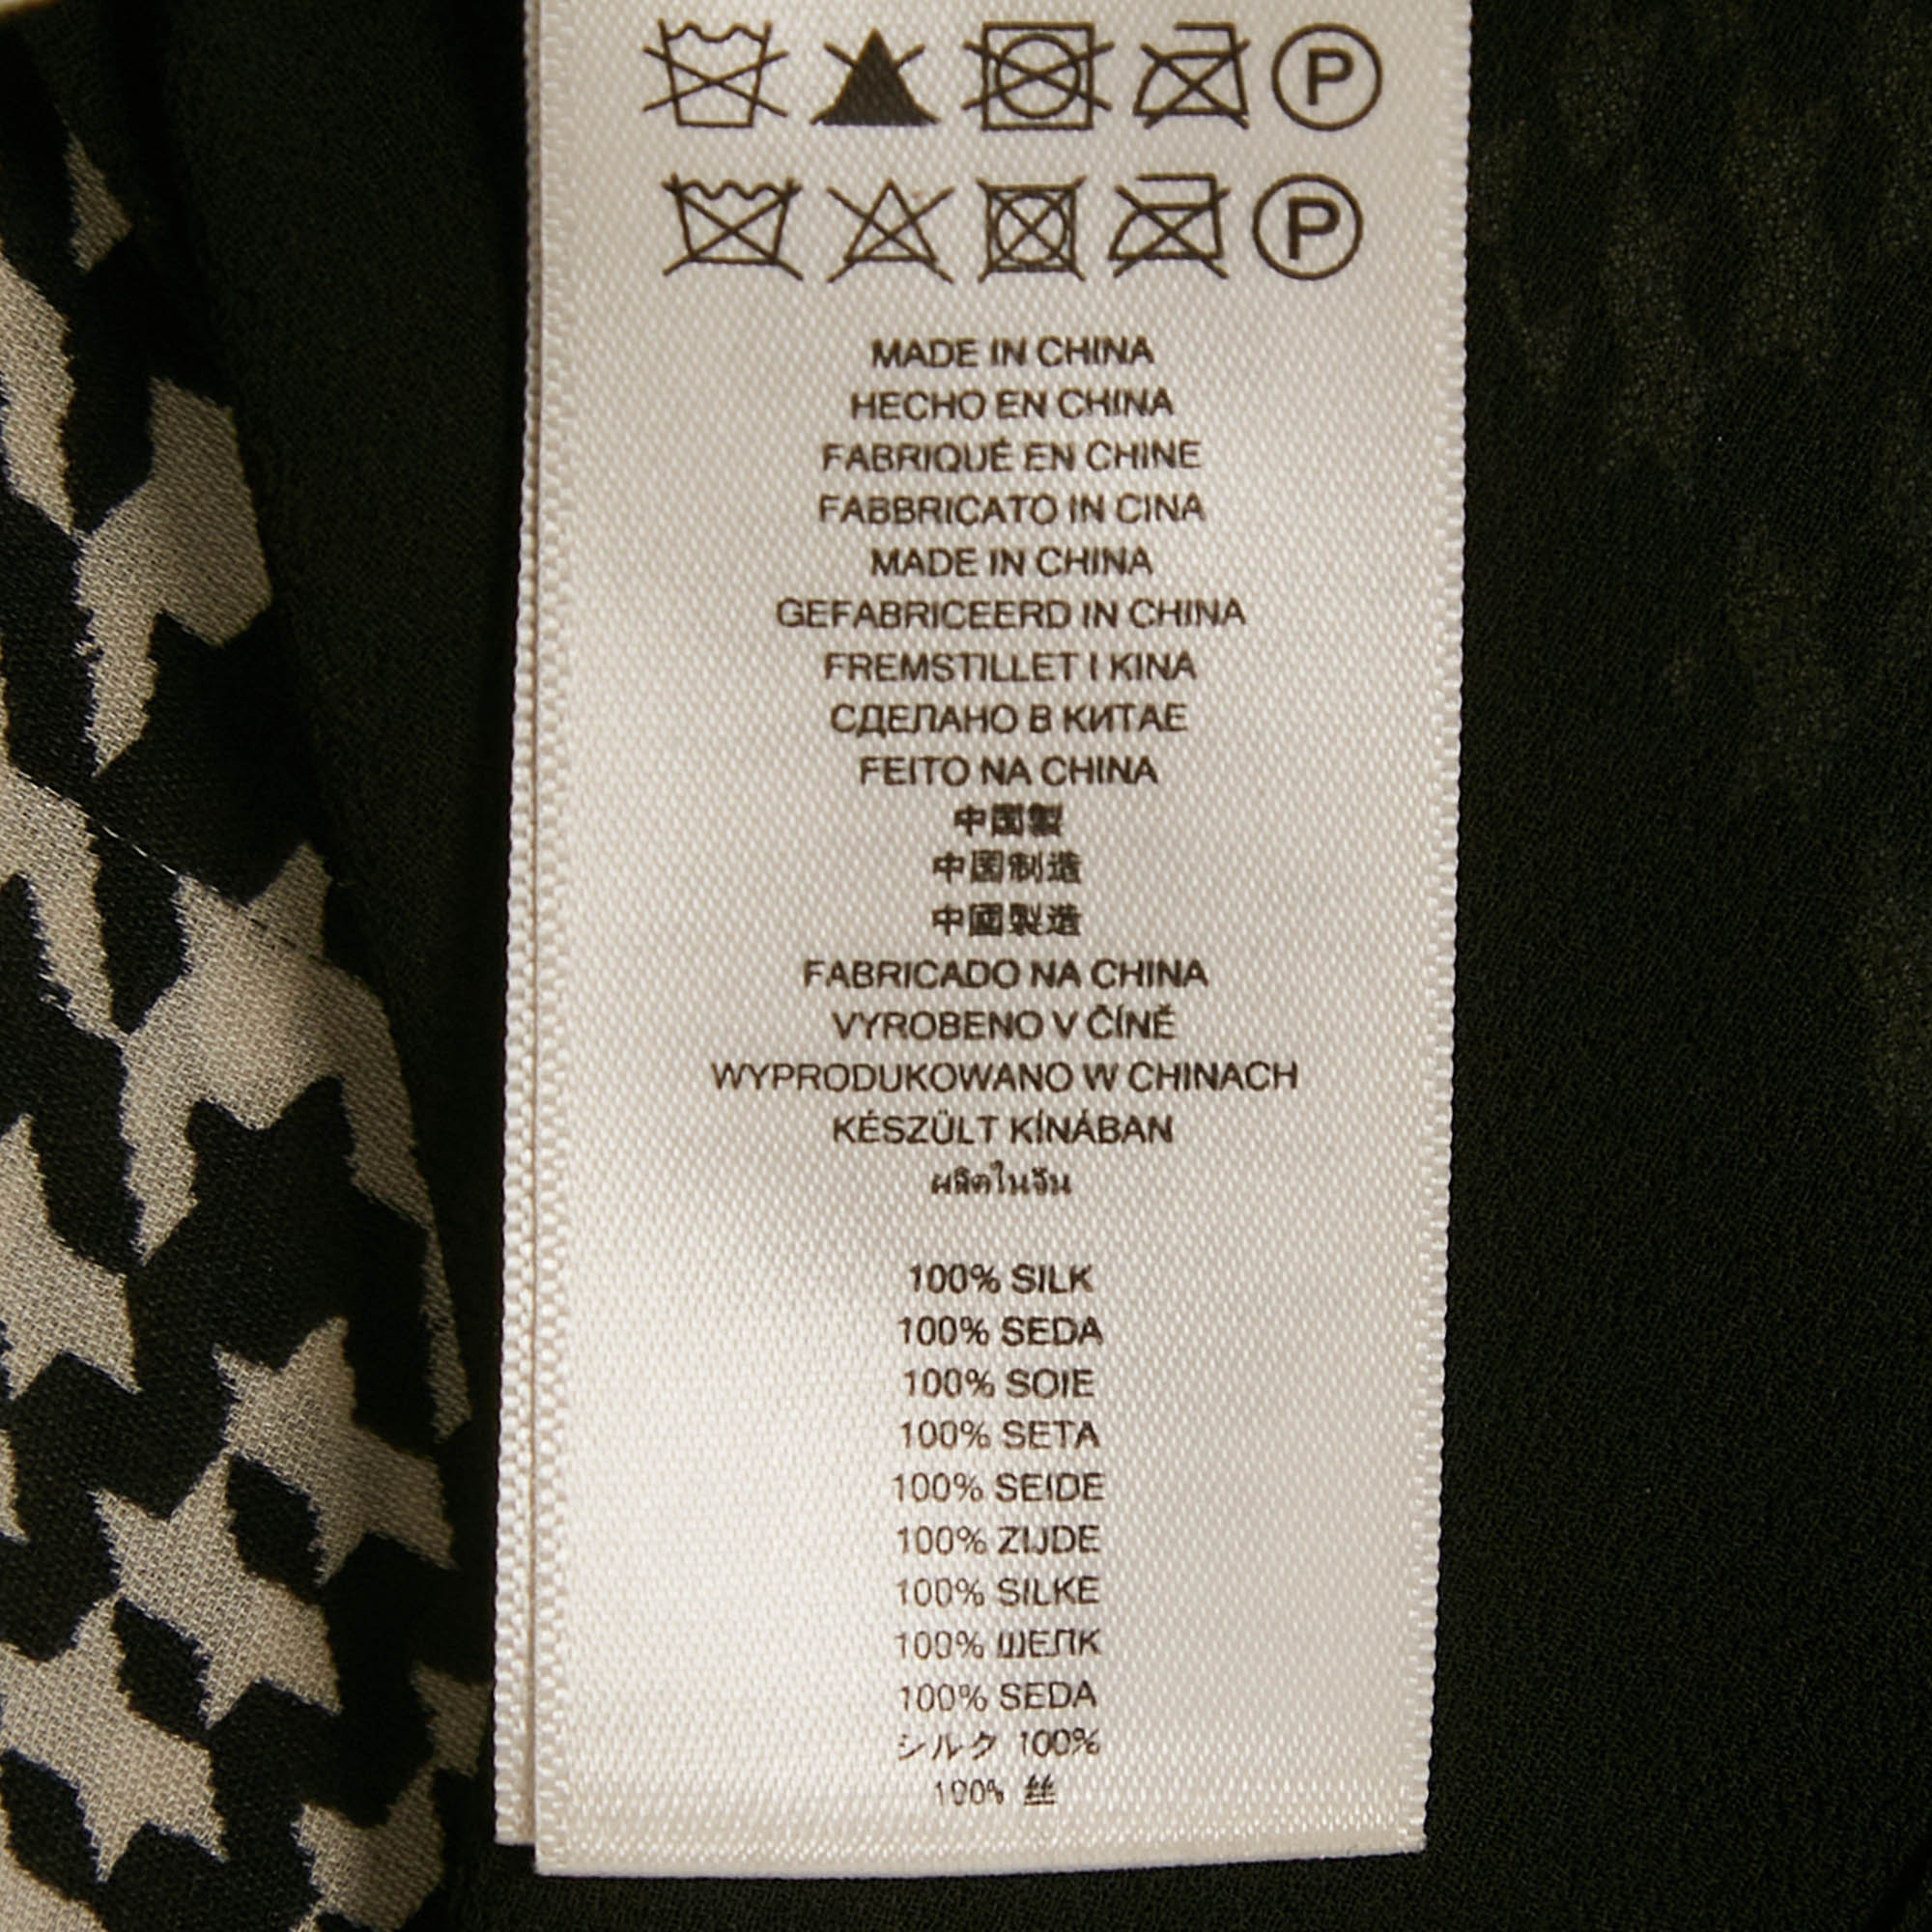 P
P
MADE IN CHINA
HECHO EN CHINA
FABRIQUÉ EN CHINE
FABBRICATO IN CINA
MADE IN CHINA
GEFABRICEERD IN CHINA
FREMSTILLET I KINA
СДЕЛАНО В КИТАЕ
FEITO NA CHINA
中国製
中国制造
中國製造
FABRICADO NA CHINA
VYROBENO V ČÍNĚ
WYPRODUKOWANO W CHINACH
KÉSZÜLT KÍNÁBAN
ผลิตในจีน
100% SILK
100% SEDA
100% SOIE
100% SETA
100% SEIDE
100% ZIJDE
100% SILKE
100% ШЕЛК
100% SEDA
シルク 100%
100% 丝